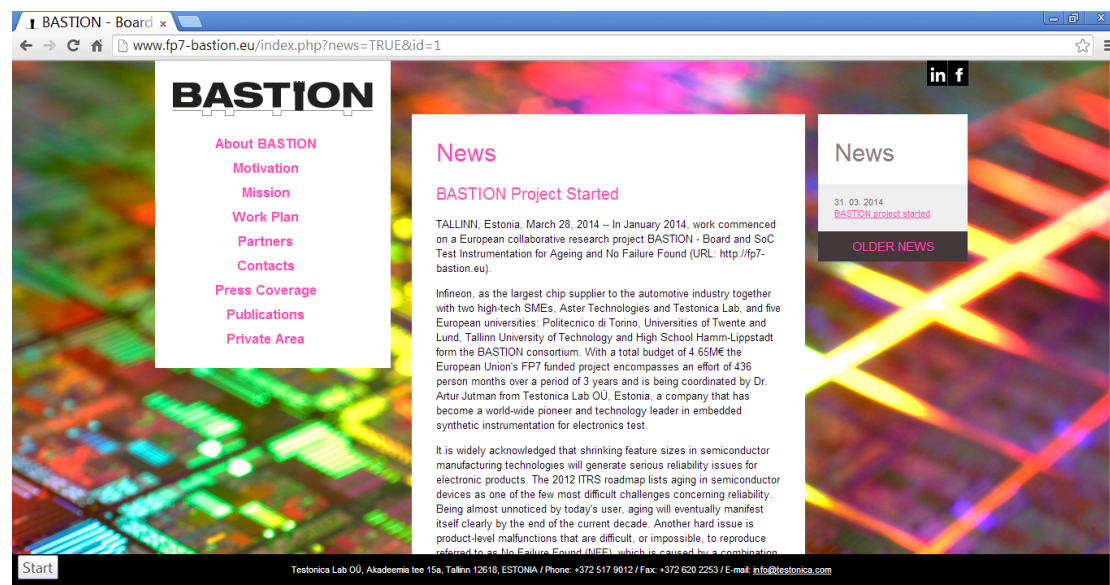 BASTION - Board
www.fp7-bastion.eu/index.php?news=TRUE&id=1
BASTION
About BASTION
Motivation
Mission
Work Plan
Partners
Contacts
Press Coverage
Publications
Private Area
News
BASTION Project Started
TALLINN, Estonia, March 28, 2014 -- In January 2014, work commenced
on a European collaborative research project BASTION - Board and SoC
Test Instrumentation for Ageing and No Failure Found (URL: http://fp7-
bastion.eu).
Infineon, as the largest chip supplier to the automotive industry together
with two high-tech SMEs, Aster Technologies and Testonica Lab, and five
European universities: Politecnico di Torino, Universities of Twente and
Lund, Tallinn University of Technology and High School Hamm-Lippstadt
form the BASTION consortium. With a total budget of 4.65M€ the
European Union's FP7 funded project encompasses an effort of 436
person months over a period of 3 years and is being coordinated by Dr.
Artur Jutman from Testonica Lab OÜ, Estonia, a company that has
become a world-wide pioneer and technology leader in embedded
synthetic instrumentation for electronics test.
It is widely acknowledged that shrinking feature sizes in semiconductor
manufacturing technologies will generate serious reliability issues for
electronic products. The 2012 ITRS roadmap lists aging in semiconductor
devices as one of the few most difficult challenges concerning reliability.
Being almost unnoticed by today's user, aging will eventually manifest
itself clearly by the end of the current decade. Another hard issue is
product-level malfunctions that are difficult, or impossible, to reproduce
referred to as No Failure Found (NFF), which is caused by a combination
in f
News
31. 03. 2014
BASTION project started
OLDER NEWS
Start
Testonica Lab OÜ, Akadeemia tee 15a, Tallinn 12618, ESTONIA / Phone: +372 517 9012 / Fax: +372 620 2253 / E-mail: info@testonica.com